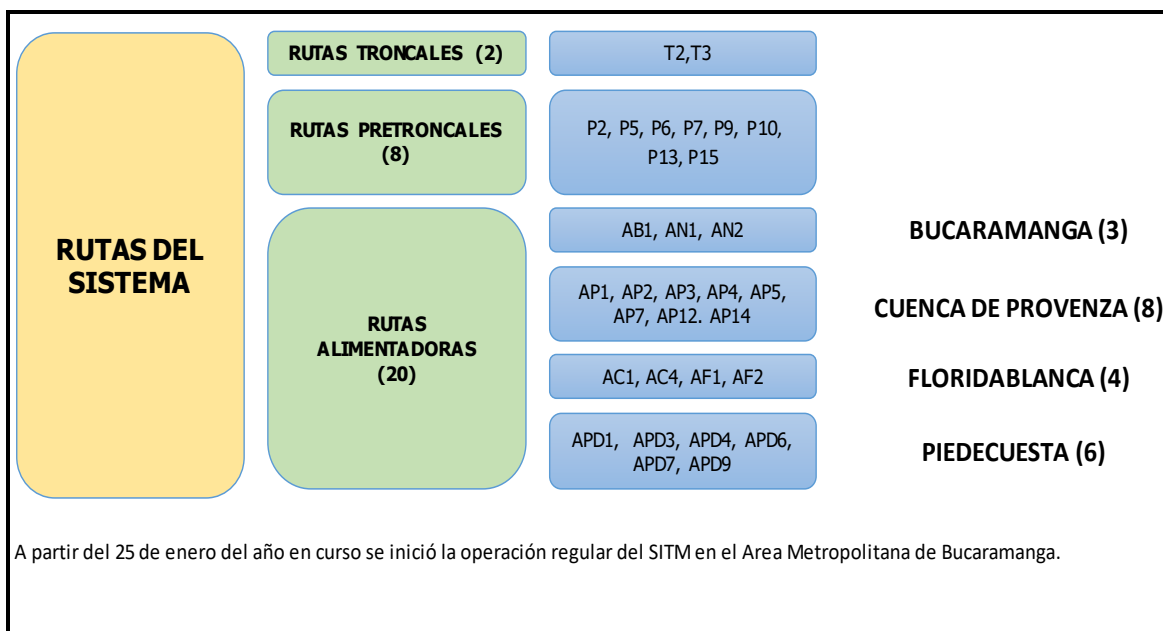 RUTAS DEL
SISTEMA
RUTAS TRONCALES (2)
T2,T3
RUTAS PRETRONCALES
(8)
P2, P5, P6, P7, P9, P10,
P13, P15
RUTAS
ALIMENTADORAS
(20)
AB1, AN1, AN2
BUCARAMANGA (3)
AP1, AP2, AP3, AP4, AP5,
AP7, AP12. AP14
CUENCA DE PROVENZA (8)
AC1, AC4, AF1, AF2
FLORIDABLANCA (4)
APD1, APD3, APD4, APD6,
APD7, APD9
PIEDECUESTA (6)
A partir del 25 de enero del año en curso se inició la operación regular del SITM en el Area Metropolitana de Bucaramanga.